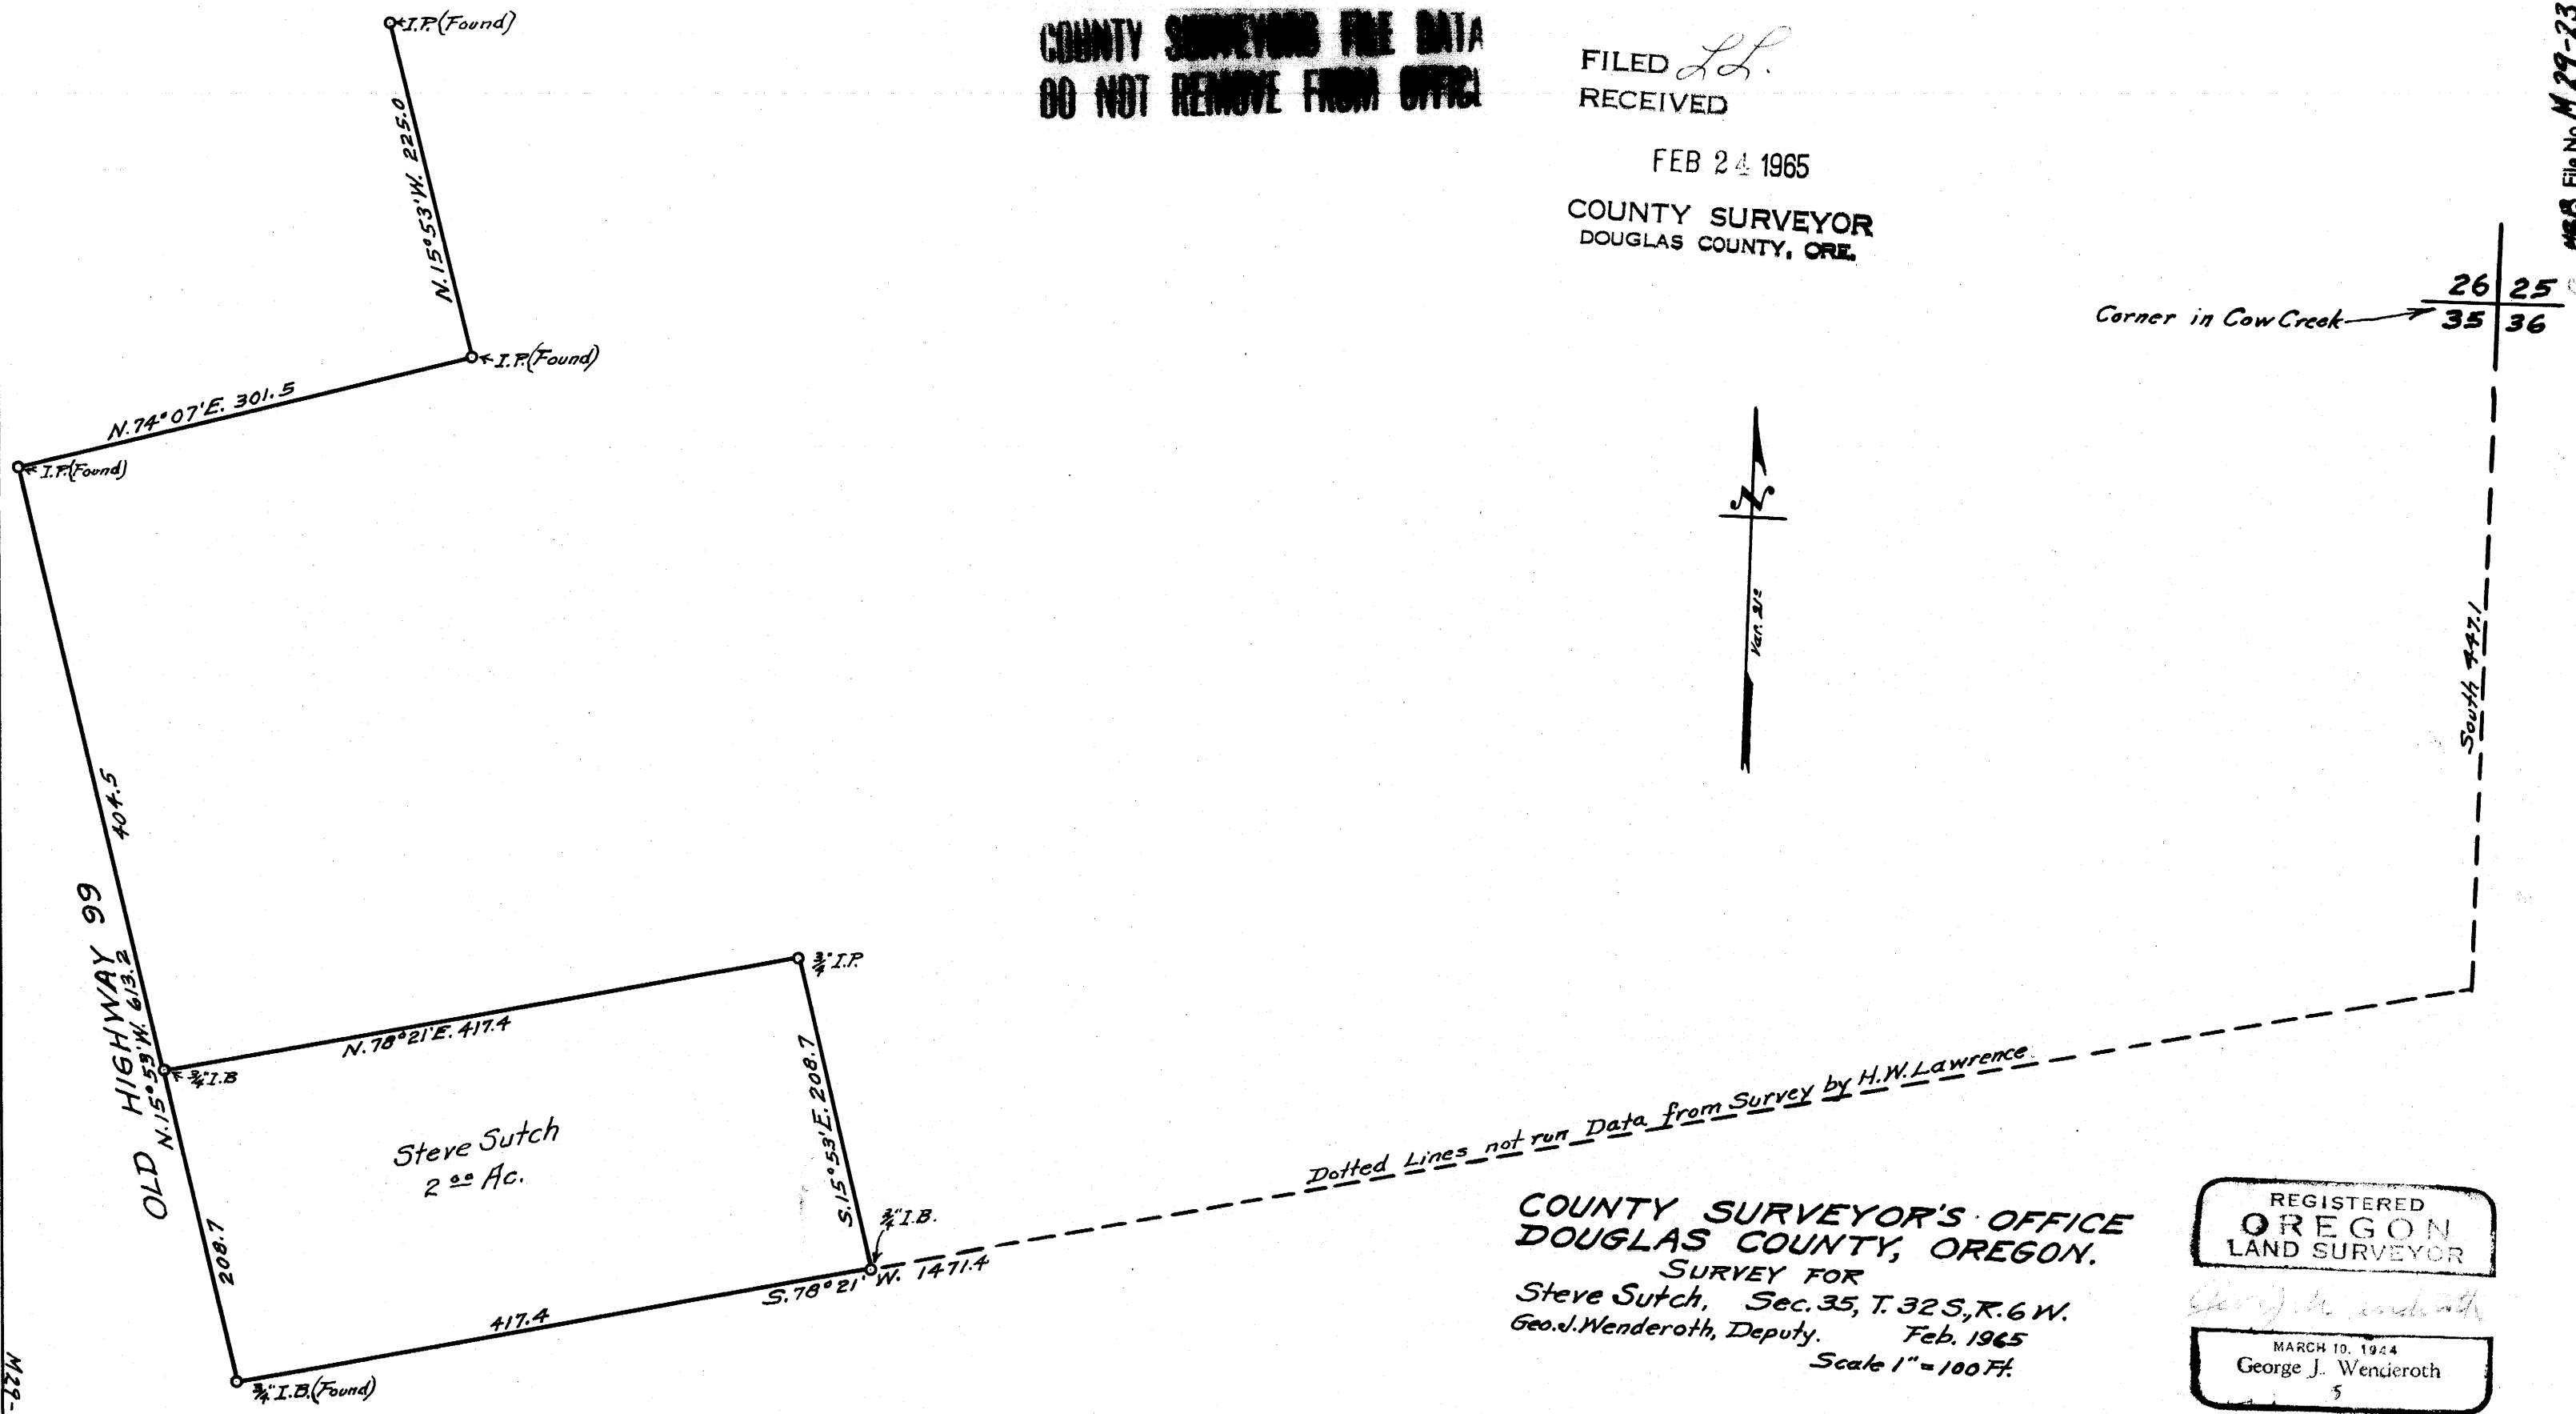 I.P.(Found)
COUNTY SURVEYORS FILE DATA
DO NOT REMOVE FROM OFFICE
FILED L.L.
RECEIVED
FEB 24 1965
COUNTY SURVEYOR
DOUGLAS COUNTY, ORE.
File No M29-23
N.15°53'W. 225.0
I.P.(Found)
N.74°07'E. 301.5
I.P.(Found)
26 25
35 36
Corner in Cow Creek
N
Var. 21°
South 447.1
404.5
OLD HIGHWAY 99
N.15°53'W. 613.2
3/4" I.P.
N.78°21'E. 417.4
3/4" I.B
S.15°53'E. 208.7
Steve Sutch
2 00 Ac.
208.7
3/4" I.B.
S.78°21' W. 1471.4
417.4
3/4" I.B.(Found)
Dotted Lines not run Data from Survey by H.W. Lawrence
COUNTY SURVEYOR'S OFFICE
DOUGLAS COUNTY, OREGON.
SURVEY FOR
Steve Sutch, Sec. 35, T. 32 S., R. 6 W.
Geo. J. Wenderoth, Deputy. Feb. 1965
Scale 1" = 100 Ft.
REGISTERED
OREGON
LAND SURVEYOR
MARCH 10, 1944
George J. Wenderoth
5
M29-